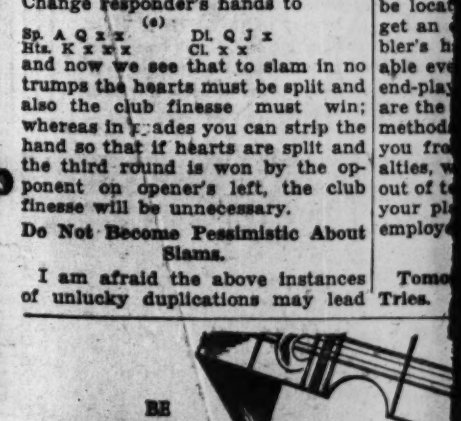 Change responder's hands to
(e)
Sp. A Q x x Di. Q J x
Hts. K x x x Cl. x x
and now we see that to slam in no
trumps the hearts must be split and
also the club finesse must win;
whereas in you can strip the
hand so that if hearts are split and
the third round is won by the op-
ponent on opener's left, the club
finesse will be unnecessary.
Do Not Become Pessimistic About
Slams.
I am afraid the above instances
of unlucky duplications may lead
be locat
get an
bler's h
able eve
end-play
are the
method
you fro
alties, w
out of t
your pl
employe
Tomo
Tries.
BE